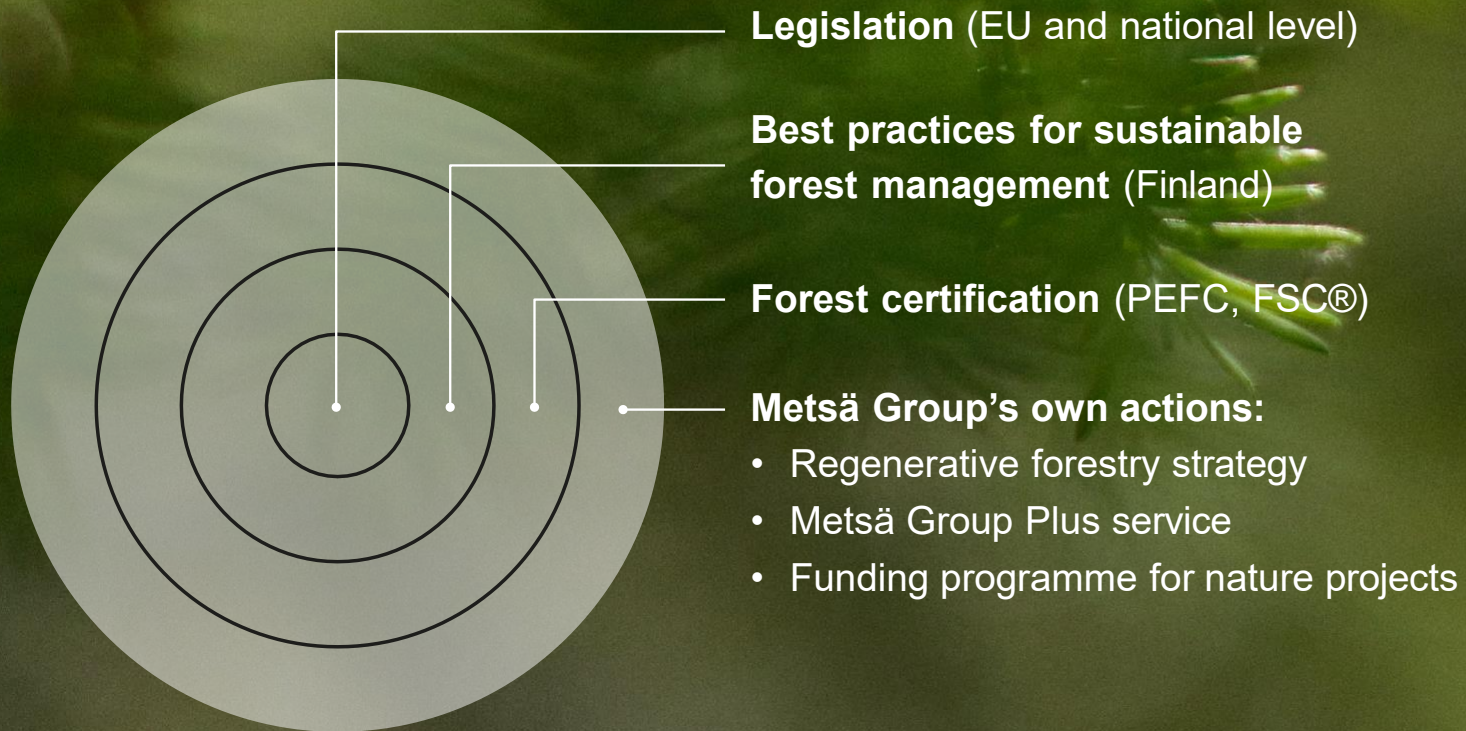 Legislation (EU and national level)
Best practices for sustainable
forest management (Finland)
Forest certification (PEFC, FSC®)
Metsä Group’s own actions:
• Regenerative forestry strategy
• Metsä Group Plus service
• Funding programme for nature projects